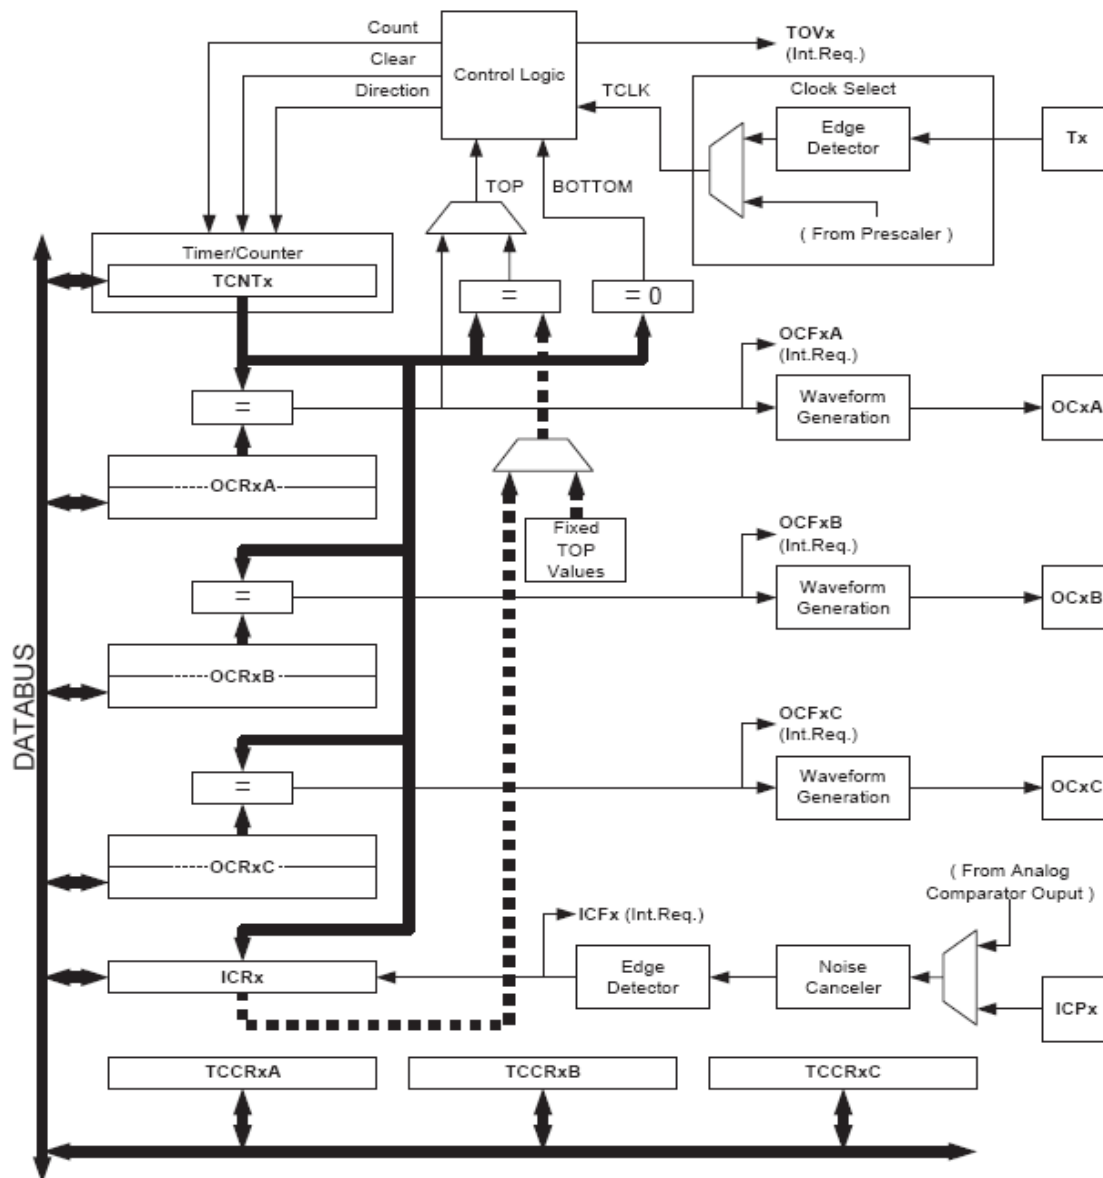 Count
Clear
Direction
Control Logic
TOVx
(Int.Req.)
TCLK
Clock Select
Edge
Detector
Tx
( From Prescaler )
TOP
BOTTOM
Timer/Counter
TCNTx
=
= 0
=
OCRxA
OCFxA
(Int.Req.)
Waveform
Generation
OCxA
Fixed
TOP
Values
=
OCRxB
OCFxB
(Int.Req.)
Waveform
Generation
OCxB
DATABUS
=
OCRxC
OCFxC
(Int.Req.)
Waveform
Generation
OCxC
( From Analog
Comparator Ouput )
ICFx (Int.Req.)
ICRx
Edge
Detector
Noise
Canceler
ICPx
TCCRxA
TCCRxB
TCCRxC